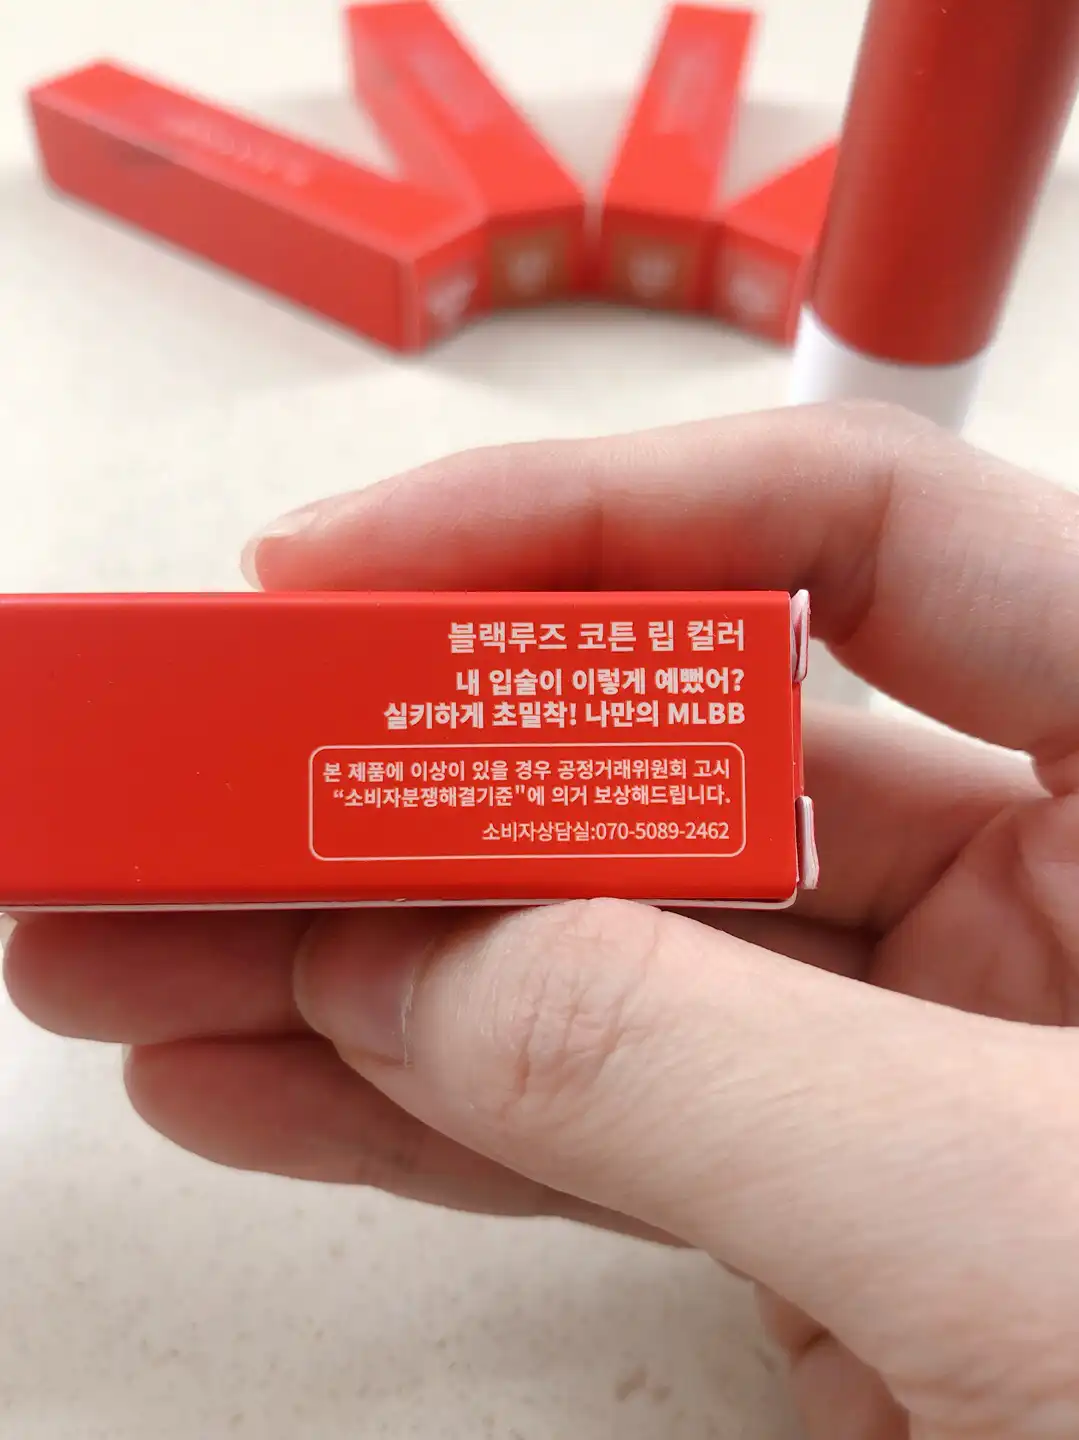 블랙루즈 코튼 립 컬러
내 입술이 이렇게 예뻤어?
실키하게 초밀착! 나만의 MLBB
본 제품에 이상이 있을 경우 공정거래위원회 고시
“소비자분쟁해결기준"에 의거 보상해드립니다.
소비자상담실:070-5089-2462